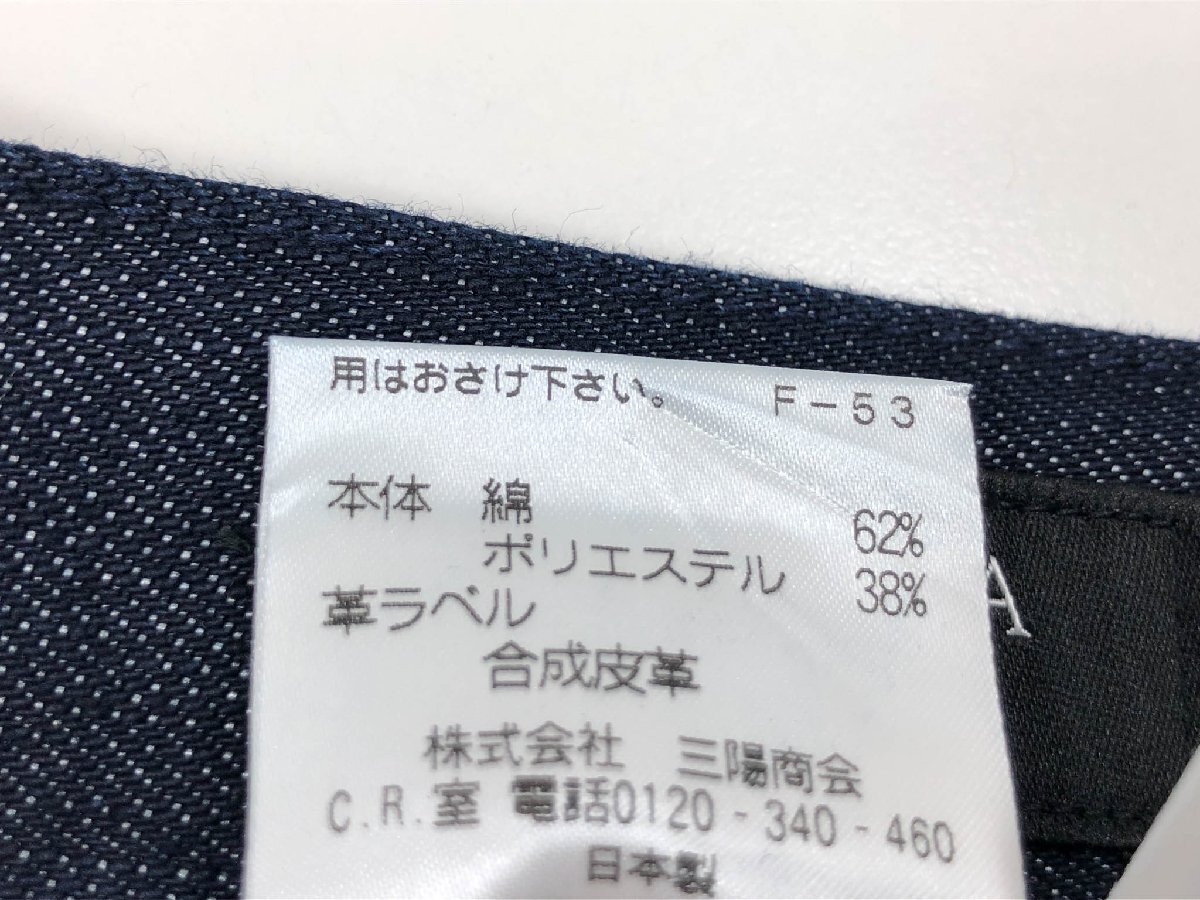 用はおさけ下さい。 F-53
本体 綿 62%
ポリエステル 38%
革ラベル
合成皮革
株式会社 三陽商会
C.R.室 電話0120-340-460
日本製
A